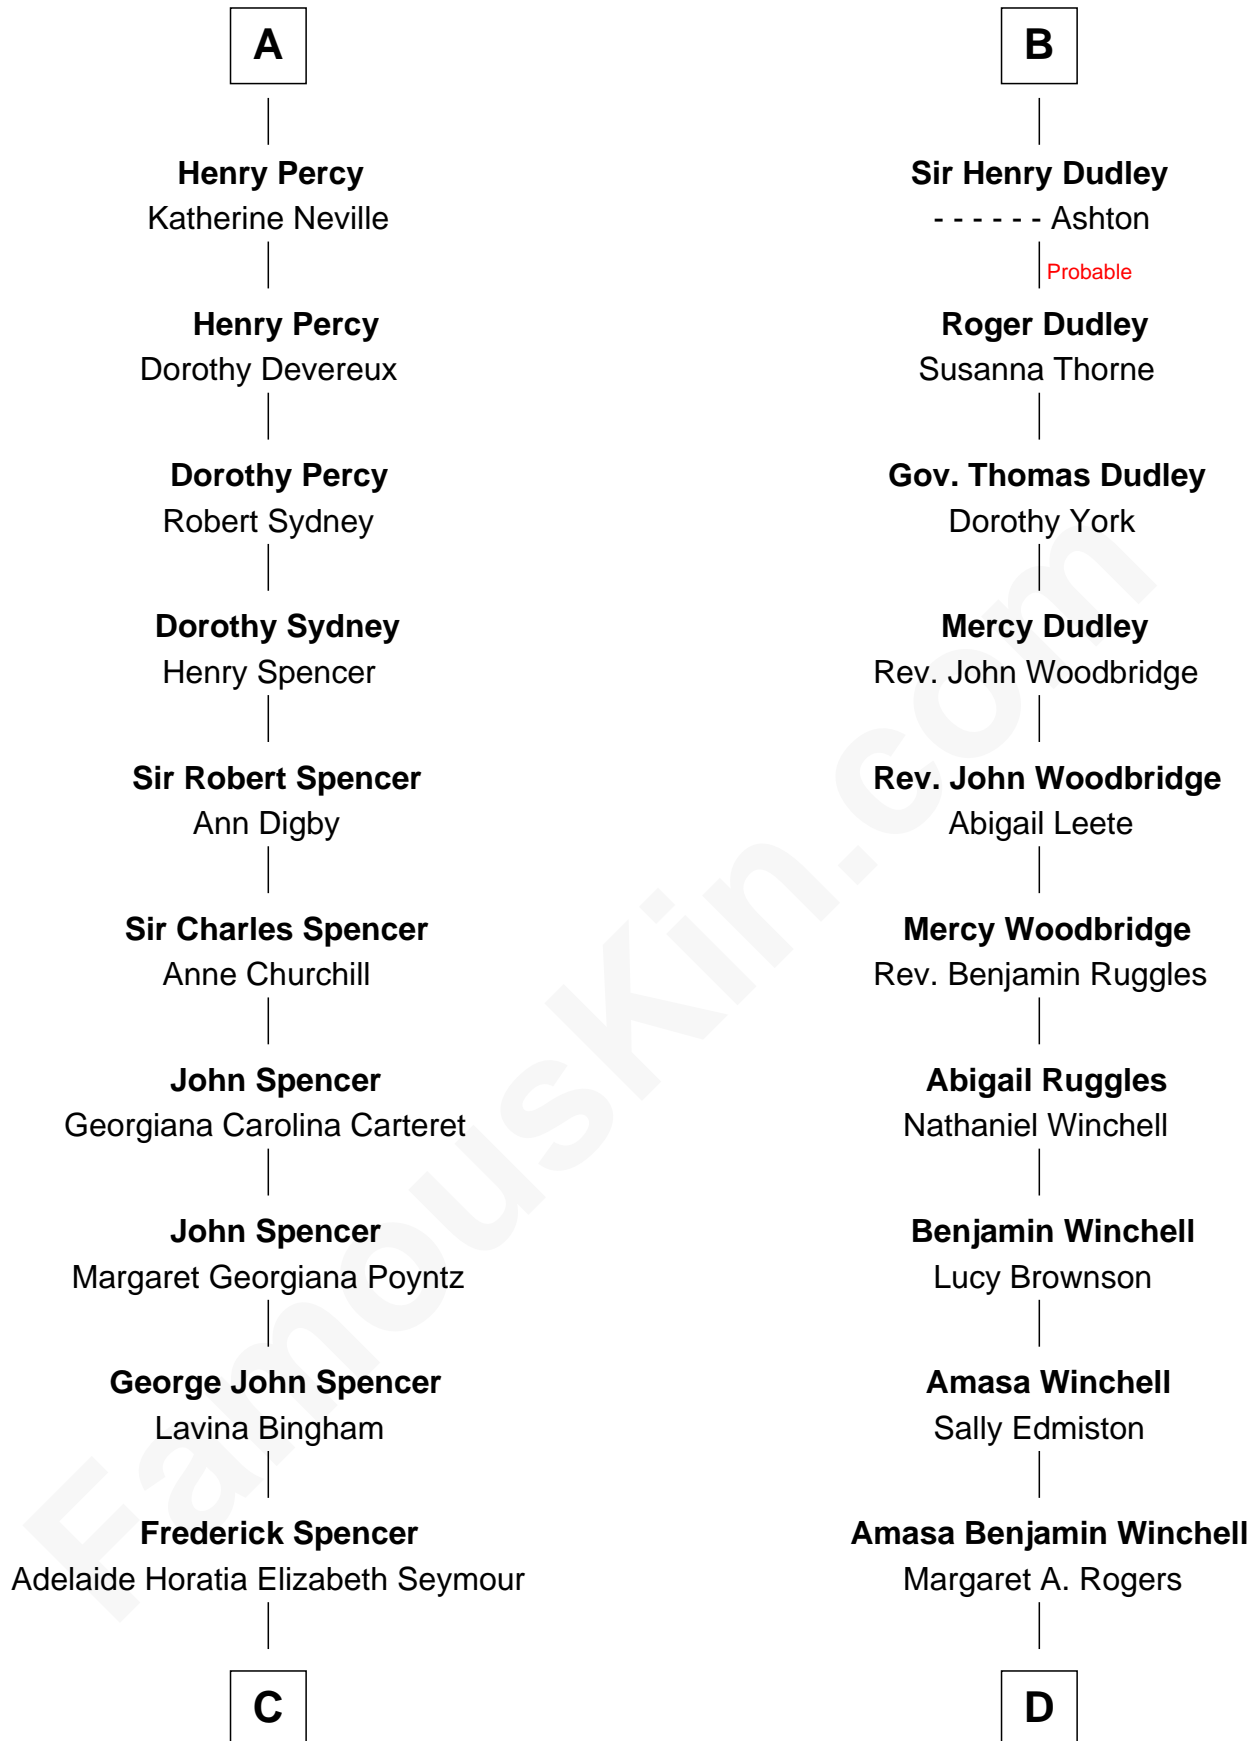 A
Henry Percy
Katherine Neville
Henry Percy
Dorothy Devereux
Dorothy Percy
Robert Sydney
Dorothy Sydney
Henry Spencer
Sir Robert Spencer
Ann Digby
Sir Charles Spencer
Anne Churchill
John Spencer
Georgiana Carolina Carteret
John Spencer
Margaret Georgiana Poyntz
George John Spencer
Lavina Bingham
Frederick Spencer
Adelaide Horatia Elizabeth Seymour
C
B
Sir Henry Dudley
- - - - - - Ashton
Probable
Roger Dudley
Susanna Thorne
Gov. Thomas Dudley
Dorothy York
Mercy Dudley
Rev. John Woodbridge
Rev. John Woodbridge
Abigail Leete
Mercy Woodbridge
Rev. Benjamin Ruggles
Abigail Ruggles
Nathaniel Winchell
Benjamin Winchell
Lucy Brownson
Amasa Winchell
Sally Edmiston
Amasa Benjamin Winchell
Margaret A. Rogers
D
FamousKin.com